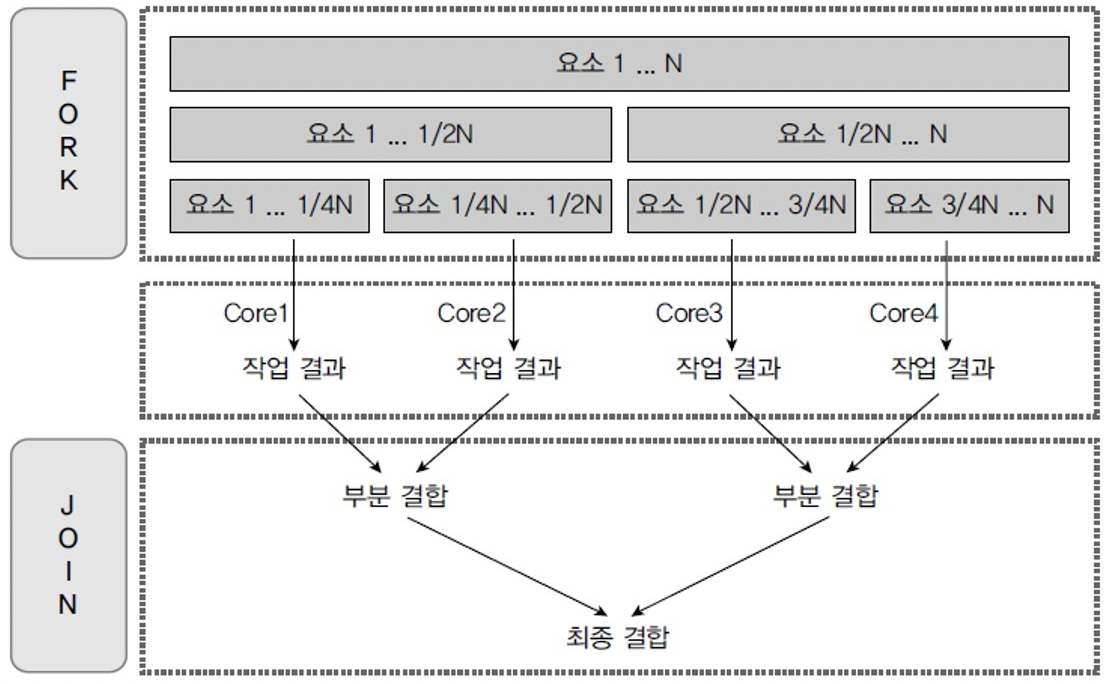 FORK
요소 1 ... N
요소 1 ... 1/2N
요소 1/2N ... N
요소 1 ... 1/4N
요소 1/4N ... 1/2N
요소 1/2N ... 3/4N
요소 3/4N ... N
Core1
Core2
Core3
Core4
작업 결과
작업 결과
작업 결과
작업 결과
JOIN
부분 결합
부분 결합
최종 결합